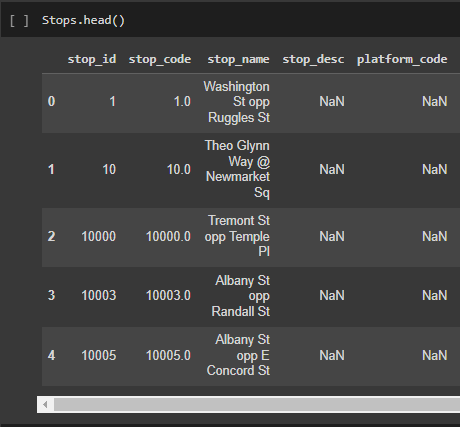 [ ] Stops.head()
stop_id stop_code stop_name stop_desc platform_code
0 1 1.0 Washington St opp Ruggles St NaN NaN
1 10 10.0 Theo Glynn Way @ Newmarket Sq NaN NaN
2 10000 10000.0 Tremont St opp Temple Pl NaN NaN
3 10003 10003.0 Albany St opp Randall St NaN NaN
4 10005 10005.0 Albany St opp E Concord St NaN NaN